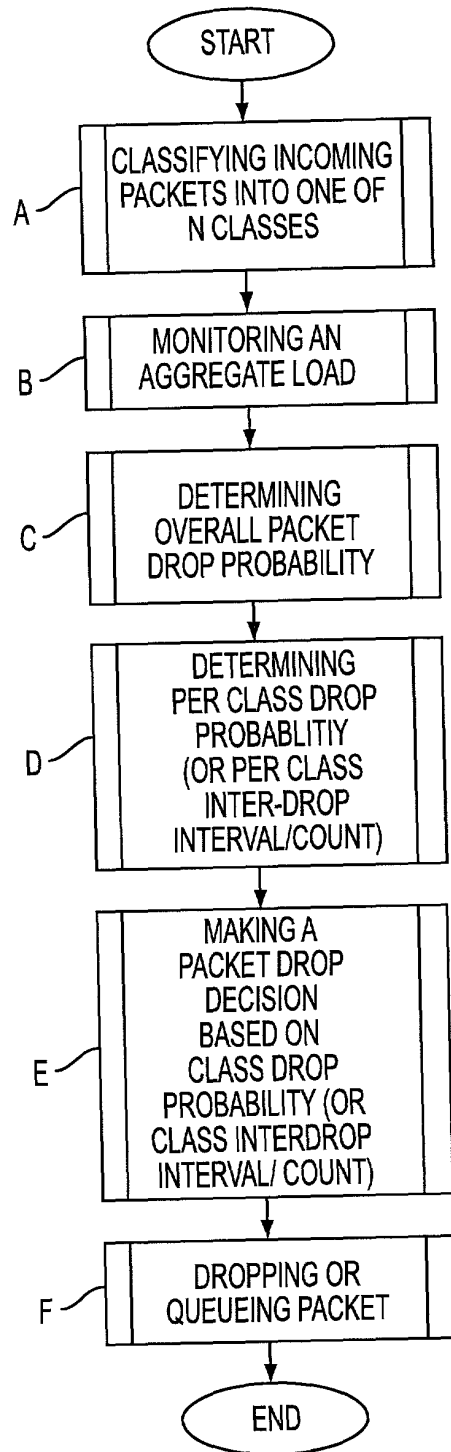 START
A
CLASSIFYING INCOMING
PACKETS INTO ONE OF
N CLASSES
B
MONITORING AN
AGGREGATE LOAD
C
DETERMINING
OVERALL PACKET
DROP PROBABILITY
D
DETERMINING
PER CLASS DROP
PROBABLITIY
(OR PER CLASS
INTER-DROP
INTERVAL/COUNT)
E
MAKING A
PACKET DROP
DECISION
BASED ON
CLASS DROP
PROBABILITY (OR
CLASS INTERDROP
INTERVAL/ COUNT)
F
DROPPING OR
QUEUEING PACKET
END